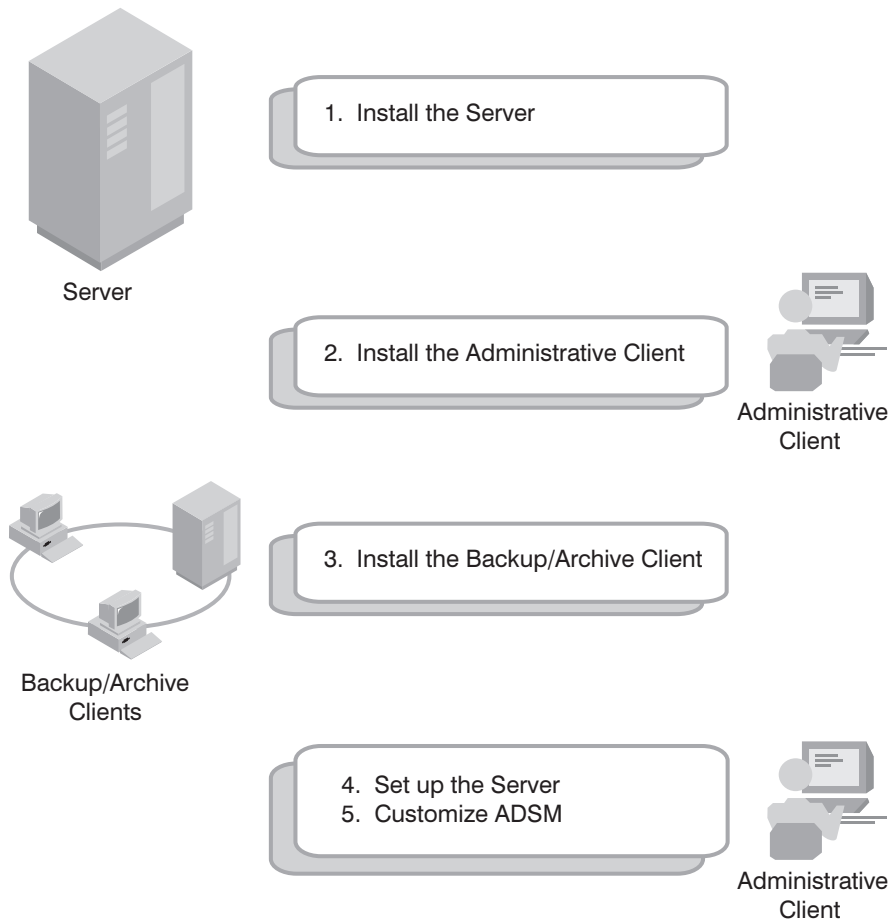 1. Install the Server
Server
2. Install the Administrative Client
Administrative
Client
3. Install the Backup/Archive Client
Backup/Archive
Clients
4. Set up the Server
5. Customize ADSM
Administrative
Client